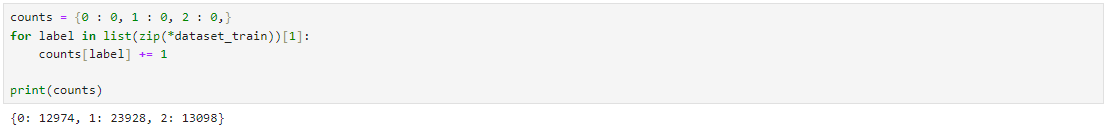 counts = {0 : 0, 1 : 0, 2 : 0,}
for label in list(zip(*dataset_train))[1]:
    counts[label] += 1
print(counts)
{0: 12974, 1: 23928, 2: 13098}